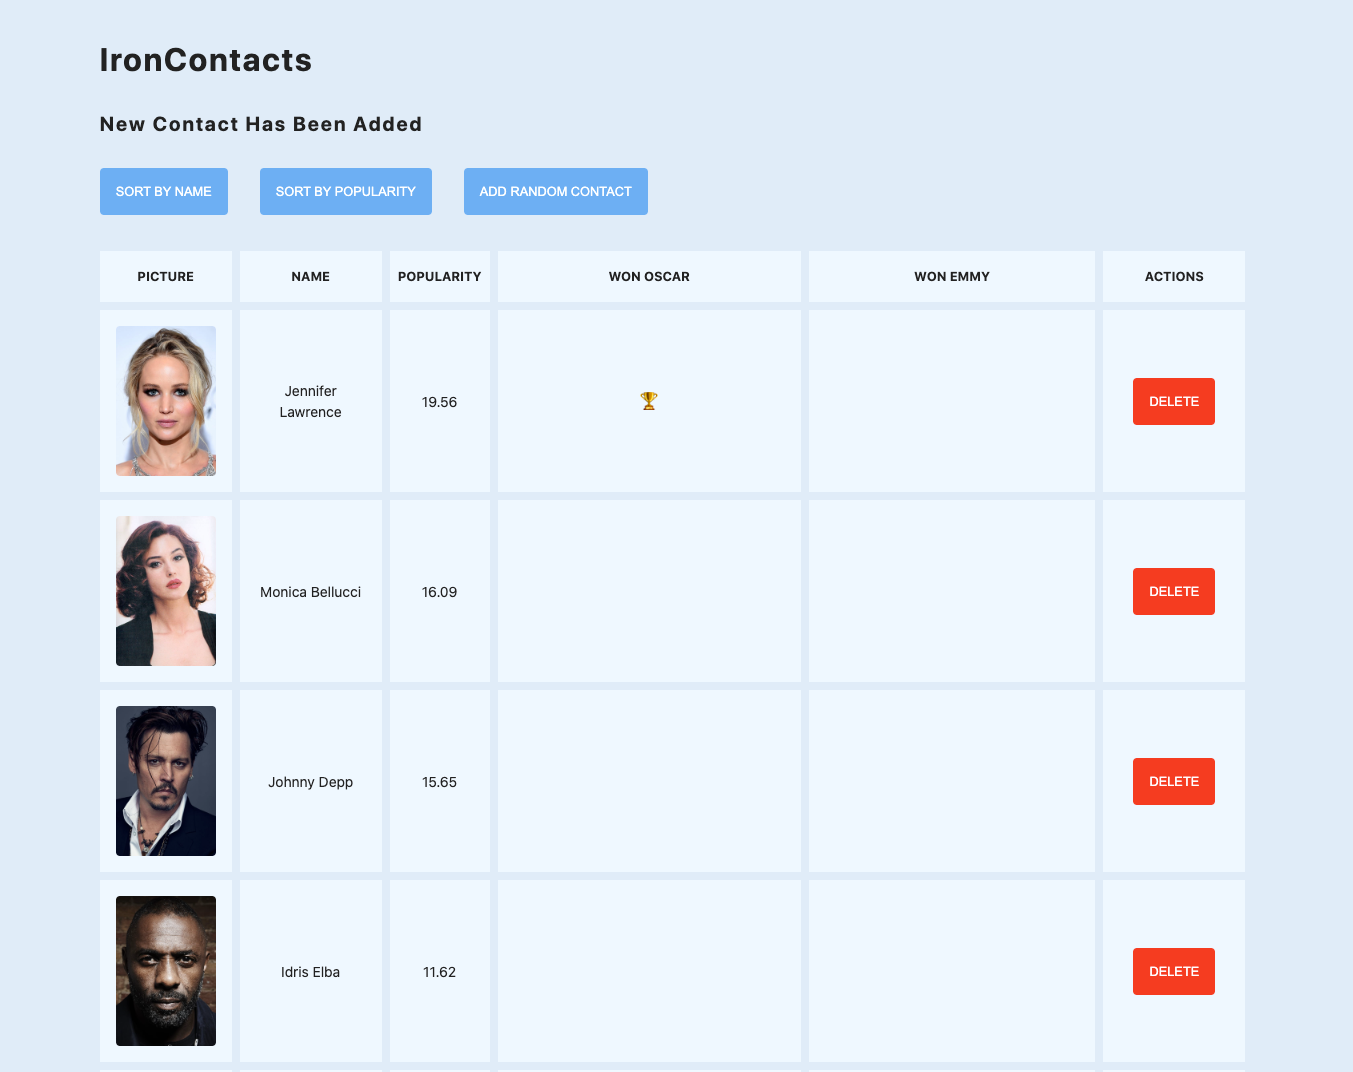 IronContacts
New Contact Has Been Added
SORT BY NAME SORT BY POPULARITY ADD RANDOM CONTACT
PICTURE NAME POPULARITY WON OSCAR WON EMMY ACTIONS
Jennifer
Lawrence
19.56 🏆 DELETE
Monica Bellucci 16.09 DELETE
Johnny Depp 15.65 DELETE
Idris Elba 11.62 DELETE